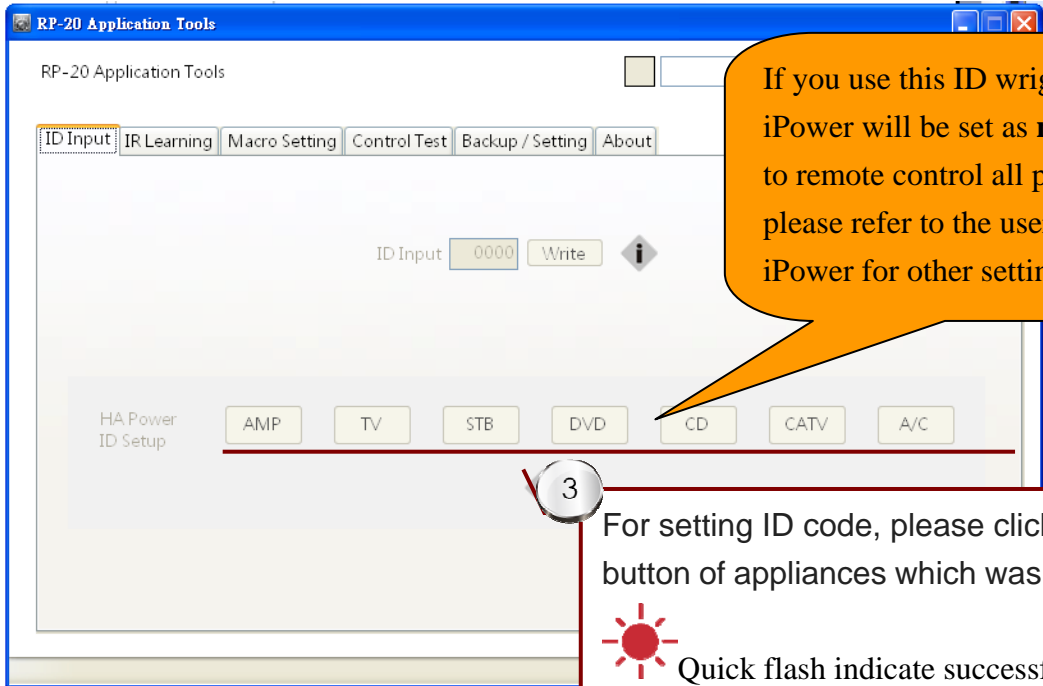 RP-20 Application Tools
RP-20 Application Tools
ID Input IR Learning Macro Setting Control Test Backup / Setting About
If you use this ID
iPower will be set as
to remote control all
please refer to the
iPower for other
ID Input 0000 Write i
HA Power
ID Setup
AMP TV STB DVD CD CATV A/C
3
For setting ID code, please
button of appliances which was
Quick flash indicate